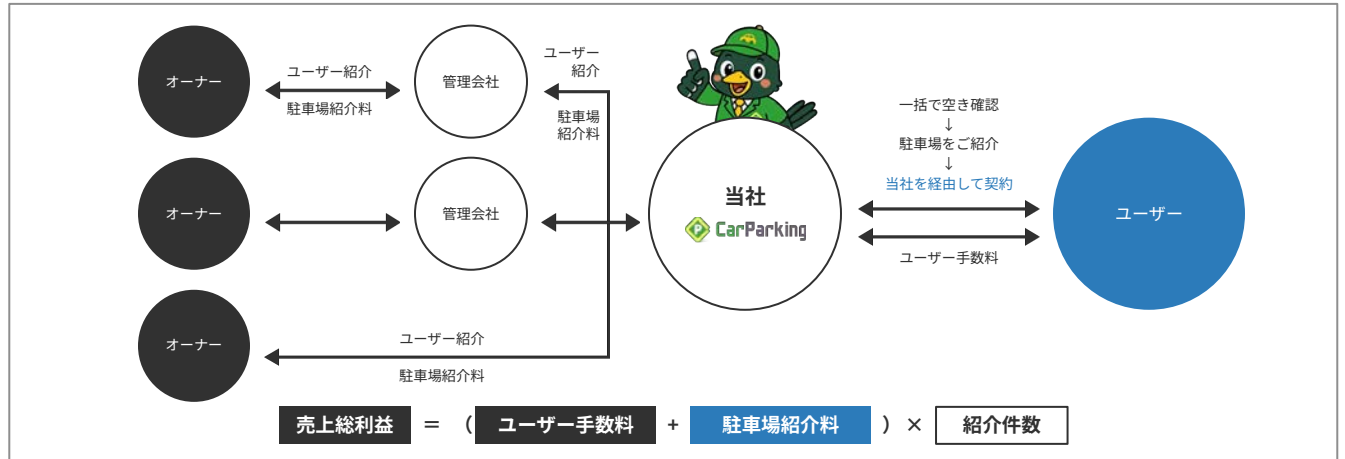 オーナー
ユーザー紹介
駐車場紹介料
管理会社
ユーザー
紹介
駐車場
紹介料
オーナー
管理会社
オーナー
ユーザー紹介
駐車場紹介料
当社
P CarParking
一括で空き確認
↓
駐車場をご紹介
↓
当社を経由して契約
ユーザー手数料
ユーザー
売上総利益 = ( ユーザー手数料 + 駐車場紹介料 ) × 紹介件数